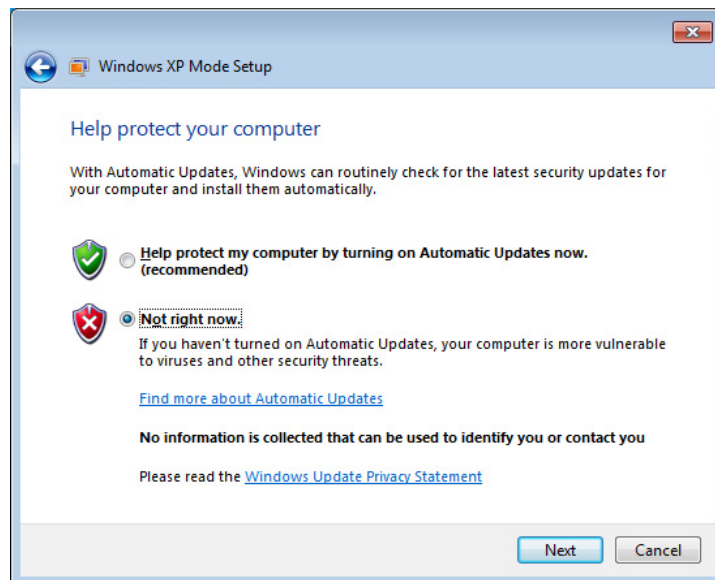 Windows XP Mode Setup
Help protect your computer
With Automatic Updates, Windows can routinely check for the latest security updates for
your computer and install them automatically.
Help protect my computer by turning on Automatic Updates now.
(recommended)
Not right now.
If you haven't turned on Automatic Updates, your computer is more vulnerable
to viruses and other security threats.
Find more about Automatic Updates
No information is collected that can be used to identify you or contact you
Please read the Windows Update Privacy Statement
Next Cancel